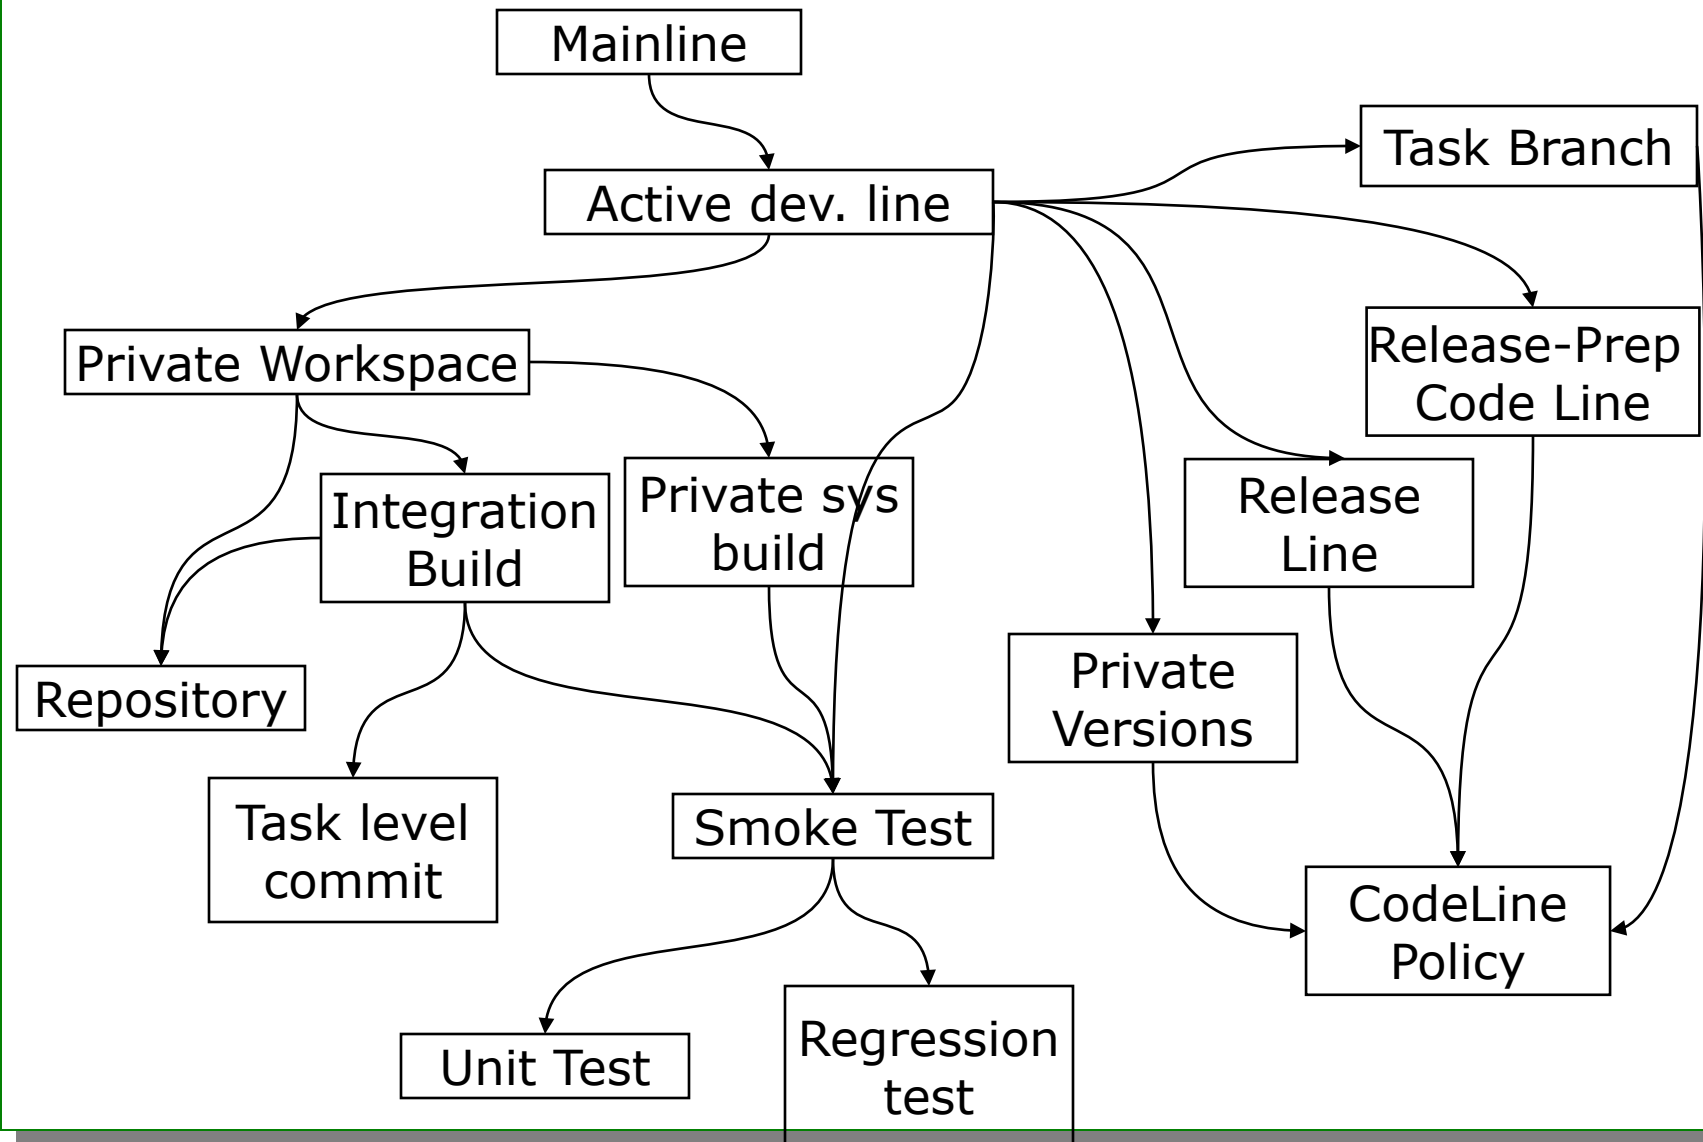 Mainline
Task Branch
Active dev. line
Private Workspace
Release-Prep
Code Line
Integration
Build
Private sys
build
Release
Line
Repository
Private
Versions
Task level
commit
Smoke Test
CodeLine
Policy
Unit Test
Regression
test